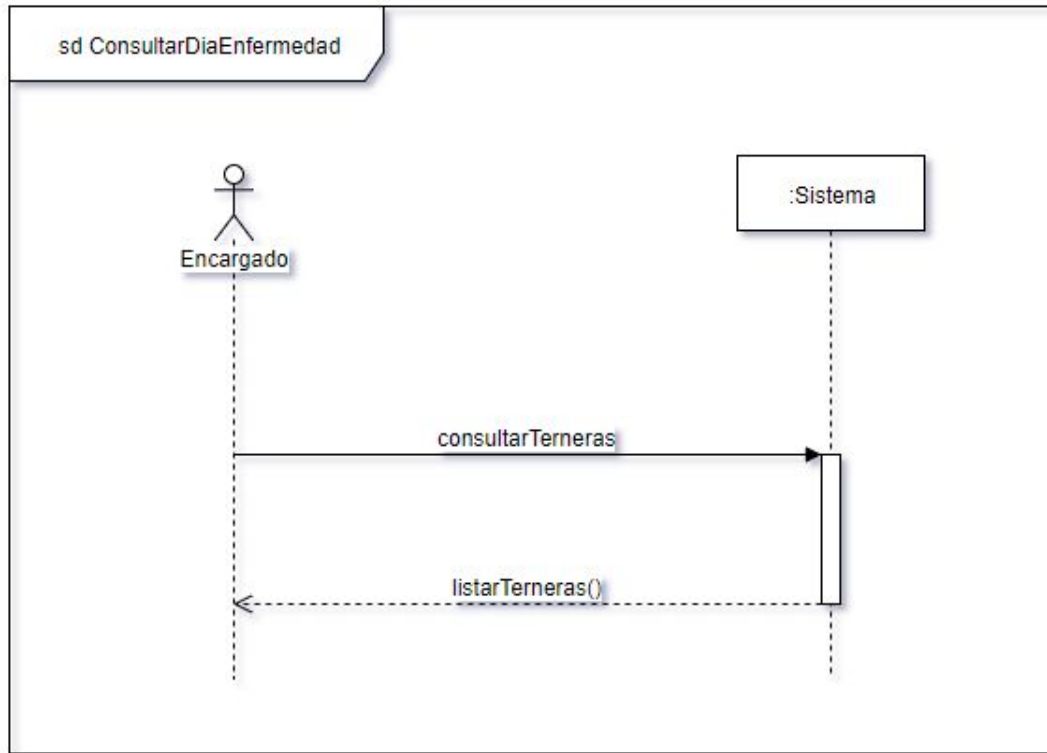 sd ConsultarDiaEnfermedad
:Sistema
Encargado
consultarTerneras
listarTerneras()